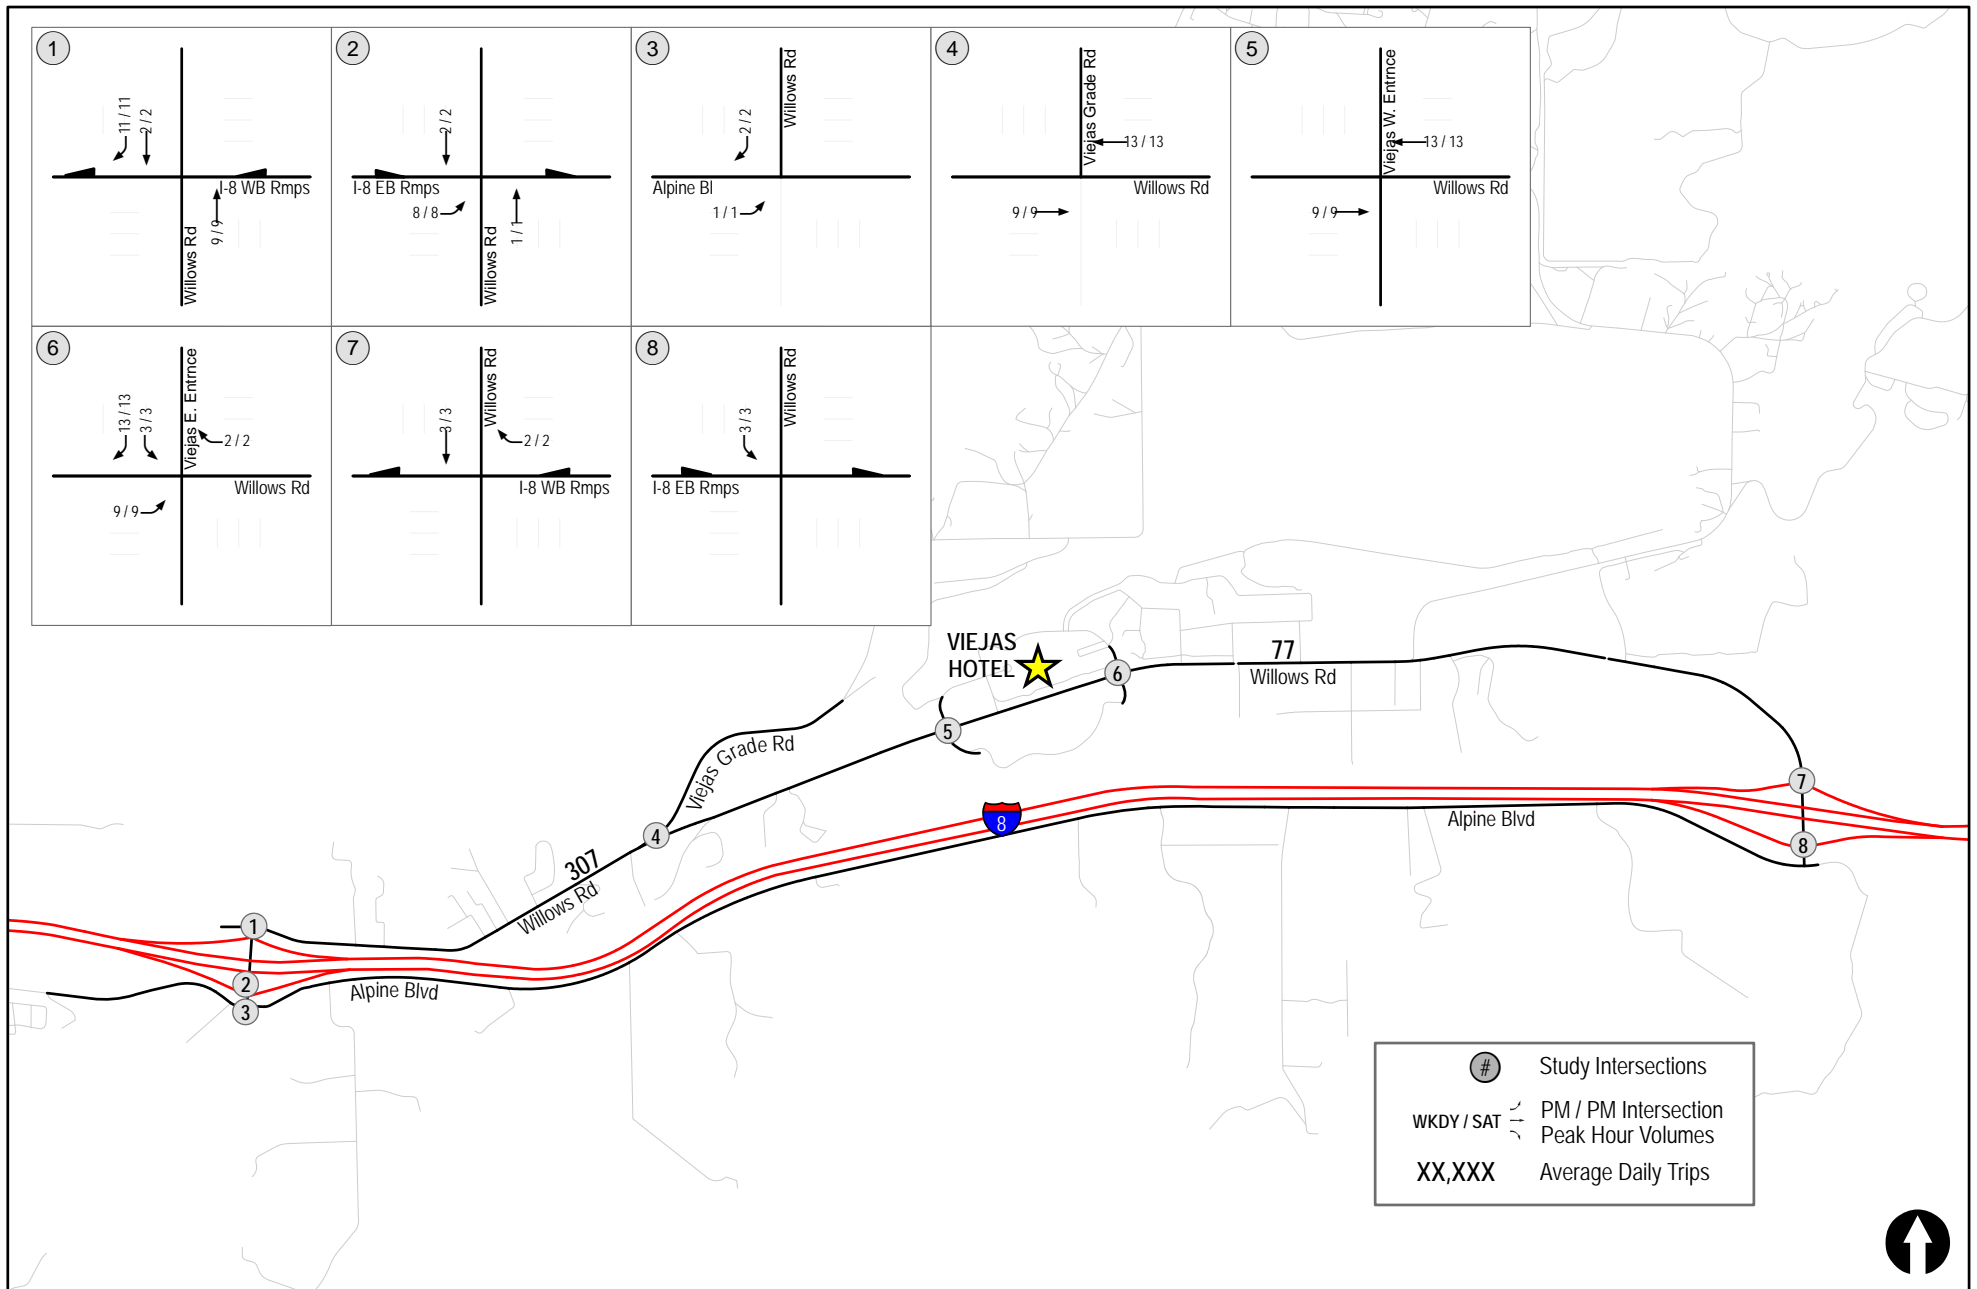 1
11 / 11
2 / 2
I-8 WB Rmps
9 / 9
Willows Rd
2
2 / 2
I-8 EB Rmps
8 / 8
1 / 1
Willows Rd
3
2 / 2
Willows Rd
Alpine Bl
1 / 1
4
Viejas Grade Rd
13 / 13
Willows Rd
9 / 9
5
Viejas W. Entrnce
13 / 13
Willows Rd
9 / 9
6
13 / 13
3 / 3
Viejas E. Entrnce
2 / 2
Willows Rd
9 / 9
7
3 / 3
Willows Rd
2 / 2
I-8 WB Rmps
8
3 / 3
Willows Rd
I-8 EB Rmps
VIEJAS
HOTEL
6
77
Willows Rd
5
Viejas Grade Rd
7
8
Alpine Blvd
4
8
307
Willows Rd
1
2
Alpine Blvd
3
# Study Intersections
WKDY / SAT PM / PM Intersection
Peak Hour Volumes
XX,XXX Average Daily Trips